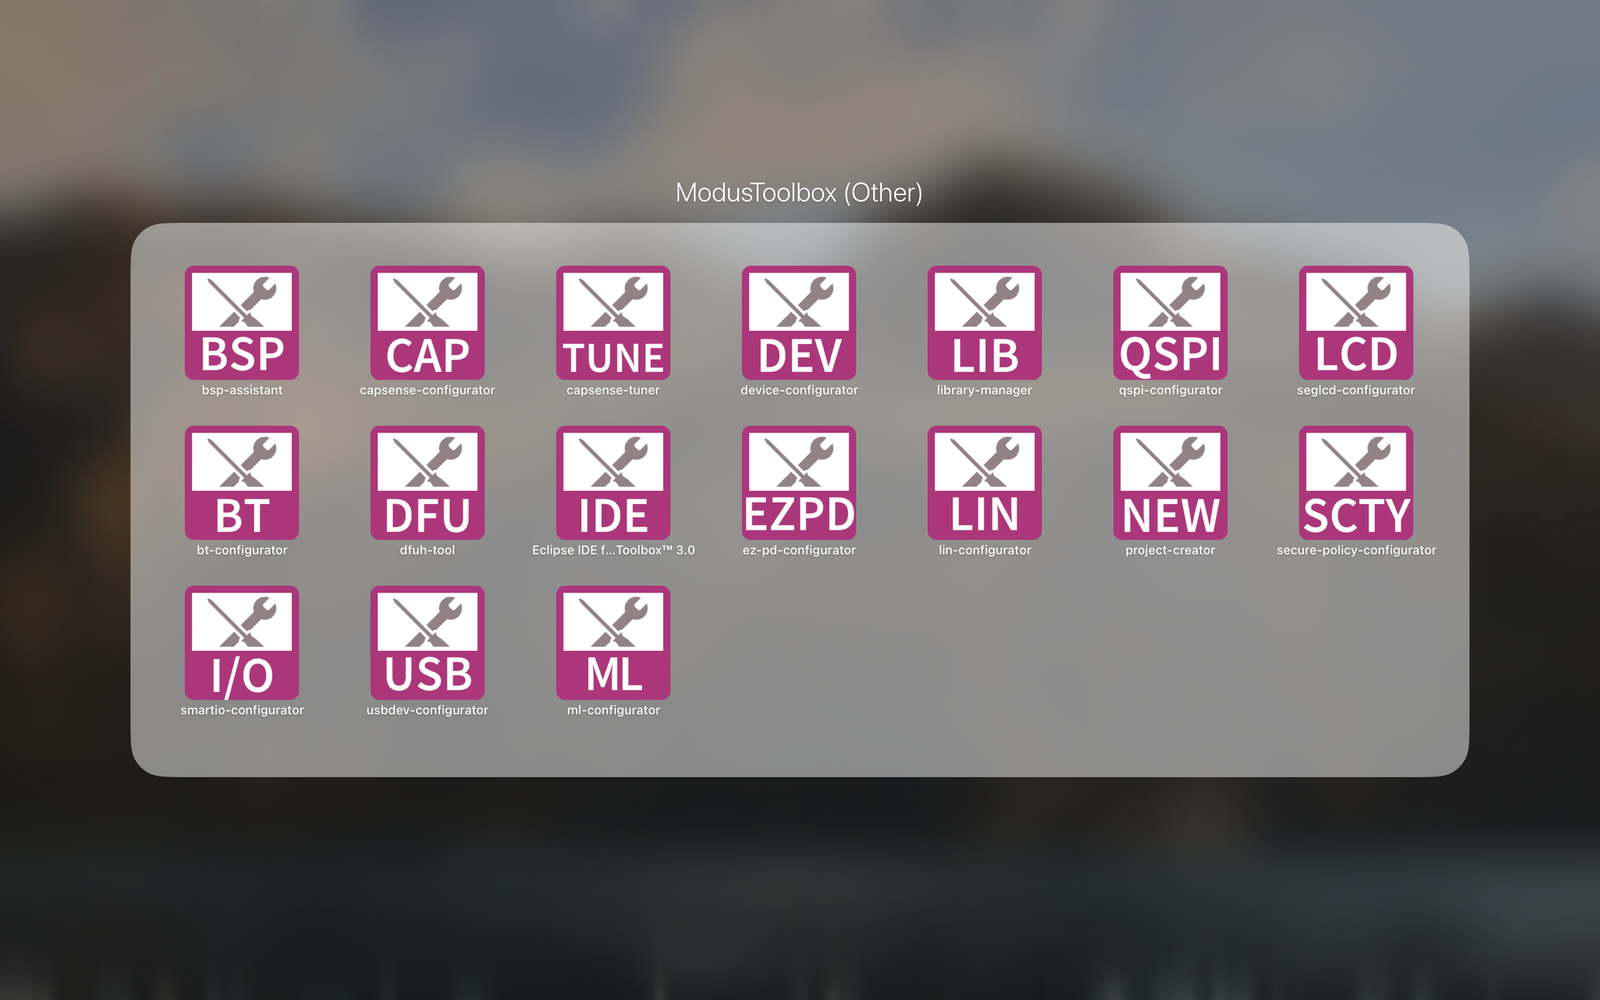 ModusToolbox (Other)
BSP CAP TUNE DEV LIB QSPI LCD
bsp-assistant capsense-configurator capsense-tuner device-configurator library-manager qspi-configurator seglcd-configurator
BT DFU IDE EZPD LIN NEW SCTY
bt-configurator dfuh-tool Eclipse IDE f...Toolbox™ 3.0 ez-pd-configurator lin-configurator project-creator secure-policy-configurator
I/O USB ML
smartio-configurator usbdev-configurator ml-configurator